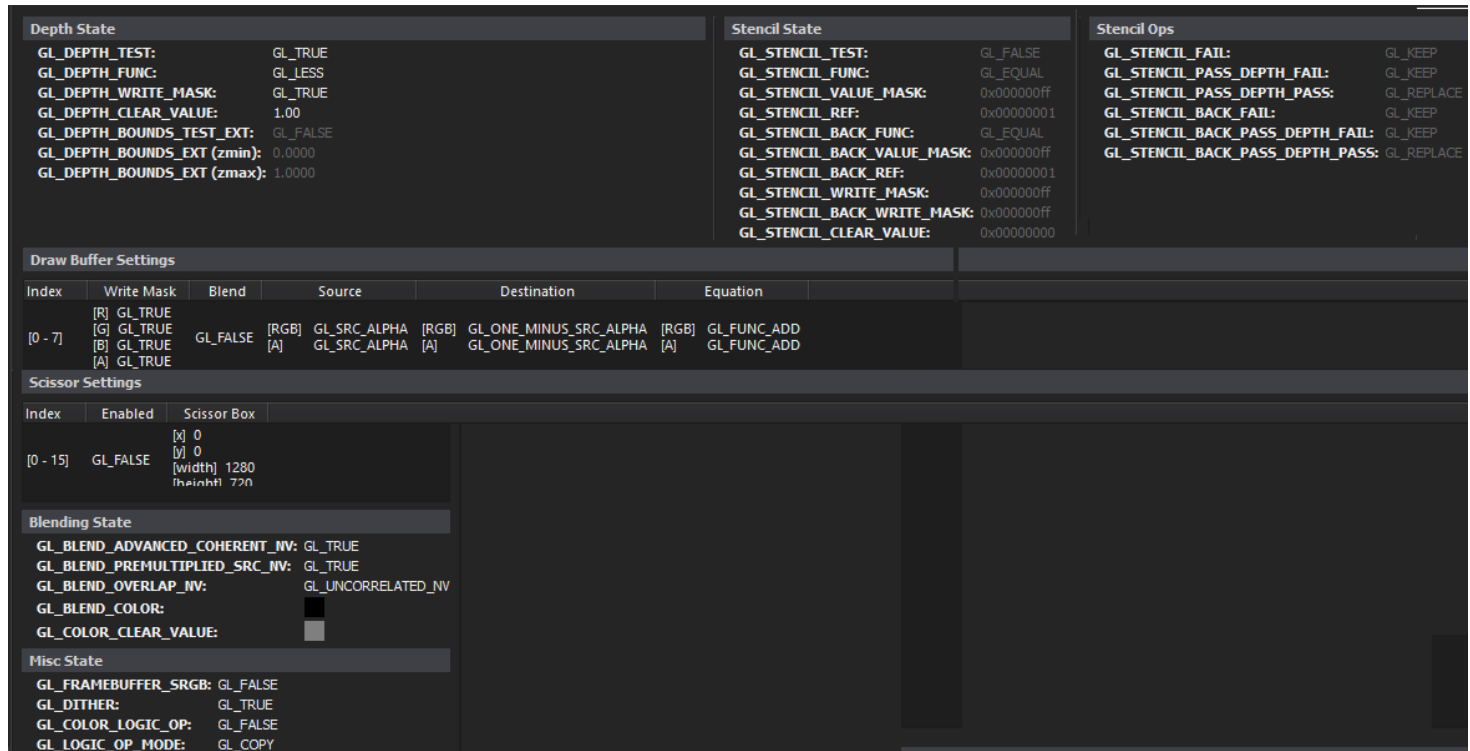 Depth State
GL_DEPTH_TEST: GL_TRUE
GL_DEPTH_FUNC: GL_LESS
GL_DEPTH_WRITE_MASK: GL_TRUE
GL_DEPTH_CLEAR_VALUE: 1.00
GL_DEPTH_BOUNDS_TEST_EXT: GL_FALSE
GL_DEPTH_BOUNDS_EXT (zmin): 0.0000
GL_DEPTH_BOUNDS_EXT (zmax): 1.0000
Stencil State
GL_STENCIL_TEST: GL_FALSE
GL_STENCIL_FUNC: GL_EQUAL
GL_STENCIL_VALUE_MASK: 0x000000ff
GL_STENCIL_REF: 0x00000001
GL_STENCIL_BACK_FUNC: GL_EQUAL
GL_STENCIL_BACK_VALUE_MASK: 0x000000ff
GL_STENCIL_BACK_REF: 0x00000001
GL_STENCIL_WRITE_MASK: 0x000000ff
GL_STENCIL_BACK_WRITE_MASK: 0x000000ff
GL_STENCIL_CLEAR_VALUE: 0x00000000
Stencil Ops
GL_STENCIL_FAIL: GL_KEEP
GL_STENCIL_PASS_DEPTH_FAIL: GL_KEEP
GL_STENCIL_PASS_DEPTH_PASS: GL_REPLACE
GL_STENCIL_BACK_FAIL: GL_KEEP
GL_STENCIL_BACK_PASS_DEPTH_FAIL: GL_KEEP
GL_STENCIL_BACK_PASS_DEPTH_PASS: GL_REPLACE
Draw Buffer Settings
Index Write Mask Blend Source Destination Equation
[R] GL_TRUE
[G] GL_TRUE
[B] GL_TRUE
[A] GL_TRUE
[0 - 7] GL_FALSE
[RGB] GL_SRC_ALPHA [RGB] GL_ONE_MINUS_SRC_ALPHA [RGB] GL_FUNC_ADD
[A] GL_SRC_ALPHA [A] GL_ONE_MINUS_SRC_ALPHA [A] GL_FUNC_ADD
Scissor Settings
Index Enabled Scissor Box
[0 - 15] GL_FALSE
[x] 0
[y] 0
[width] 1280
[height] 720
Blending State
GL_BLEND_ADVANCED_COHERENT_NV: GL_TRUE
GL_BLEND_PREMULTIPLIED_SRC_NV: GL_TRUE
GL_BLEND_OVERLAP_NV: GL_UNCORRELATED_NV
GL_BLEND_COLOR:
GL_COLOR_CLEAR_VALUE:
Misc State
GL_FRAMEBUFFER_SRGB: GL_FALSE
GL_DITHER: GL_TRUE
GL_COLOR_LOGIC_OP: GL_FALSE
GL_LOGIC_OP_MODE: GL_COPY